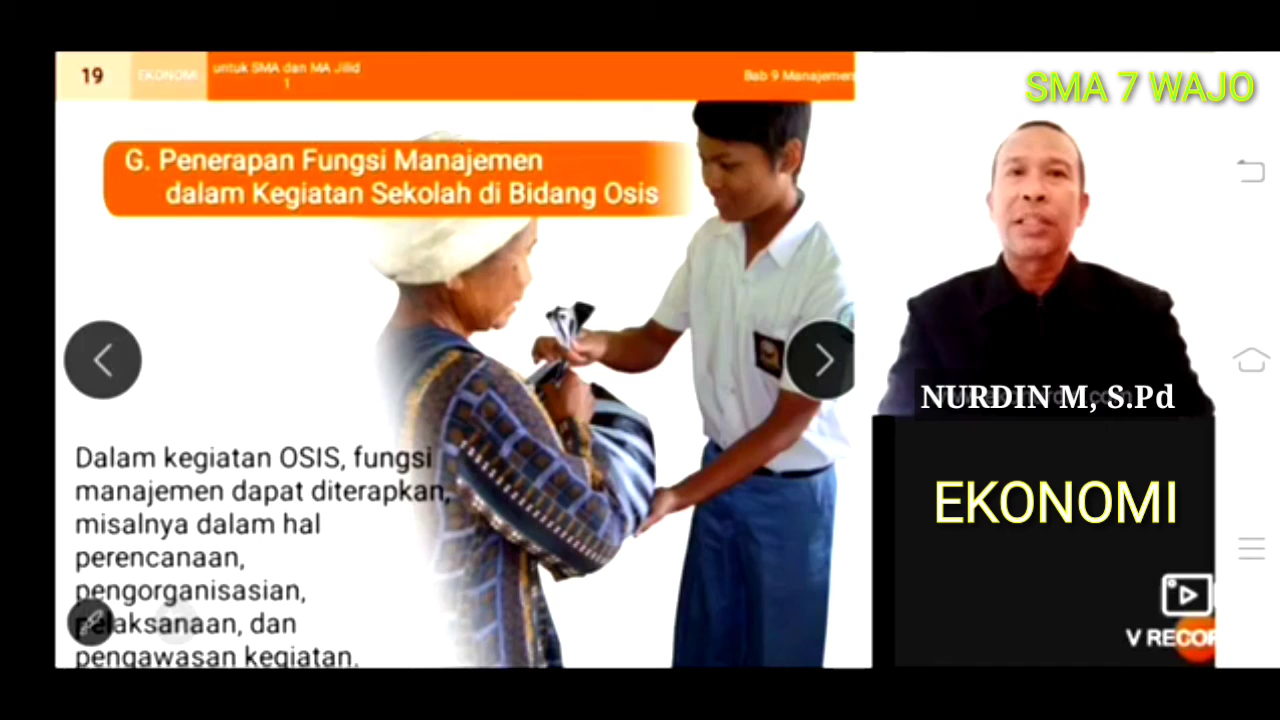 19
EKONOMI
untuk SMA dan MA Jilid
1
Bab 9 Manajemen
SMA 7 WAJO
G. Penerapan Fungsi Manajemen
dalam Kegiatan Sekolah di Bidang Osis
NURDIN M, S.Pd
Dalam kegiatan OSIS, fungsi
manajemen dapat diterapkan,
misalnya dalam hal
perencanaan,
pengorganisasian,
pelaksanaan, dan
pengawasan kegiatan.
EKONOMI
V RECOR